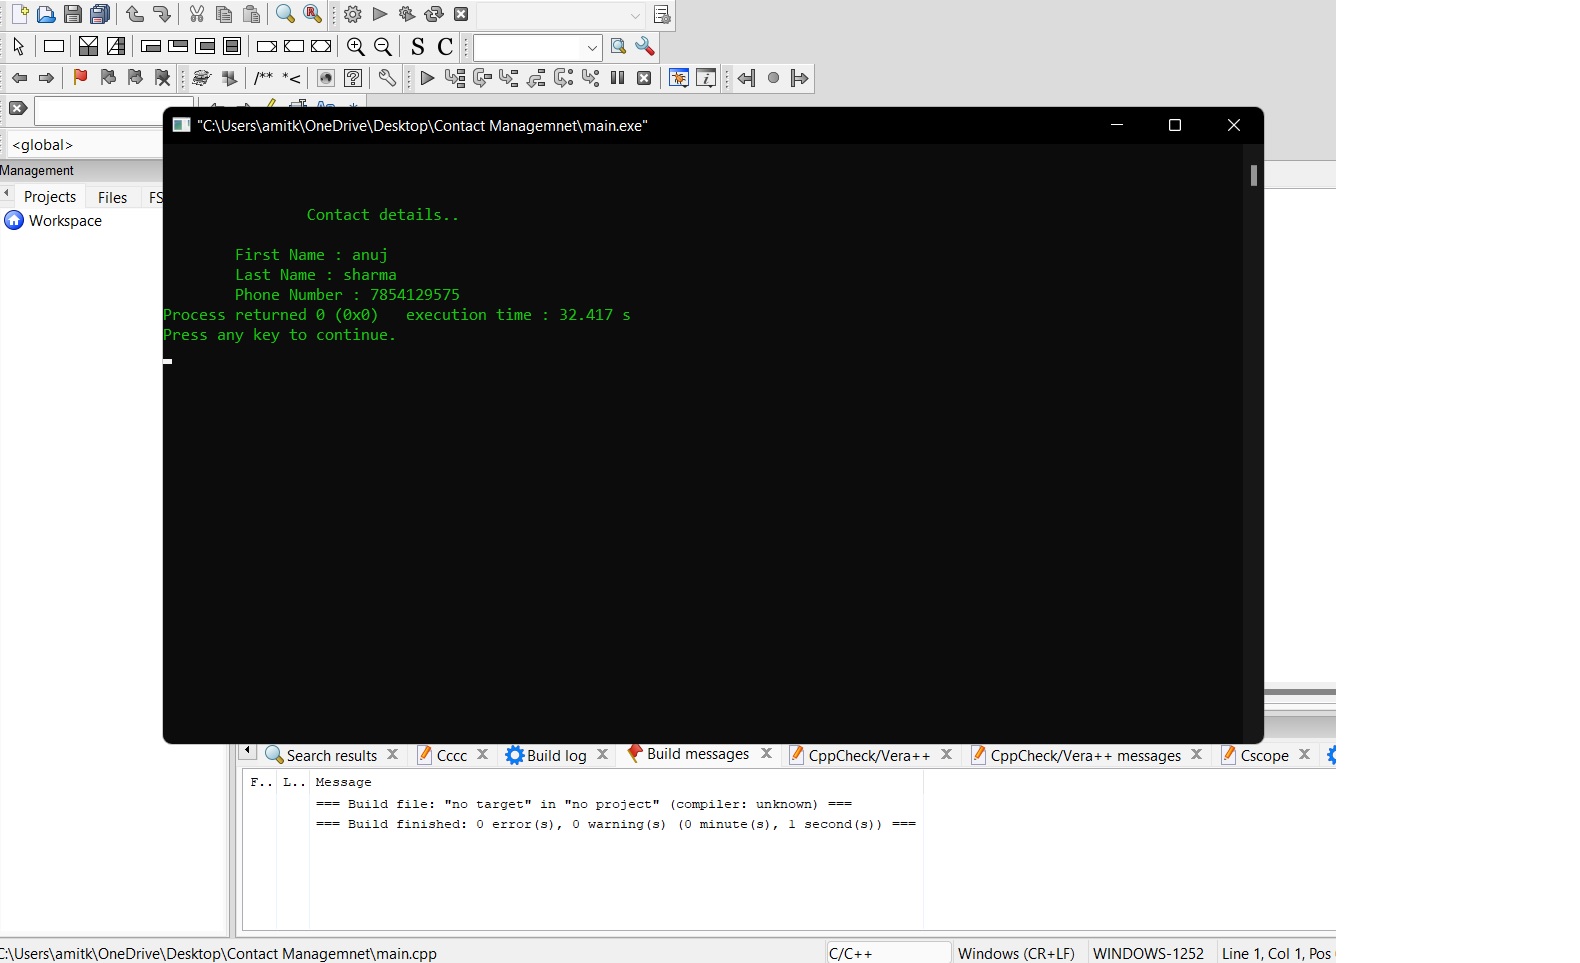 S C
/** *<
<global>
"C:\Users\amitk\OneDrive\Desktop\Contact Managemnet\main.exe"
Management
Projects Files FS
Workspace
Contact details..
First Name : anuj
Last Name : sharma
Phone Number : 7854129575
Process returned 0 (0x0) execution time : 32.417 s
Press any key to continue.
Search results Cccc Build log Build messages CppCheck/Vera++ CppCheck/Vera++ messages Cscope
F.. L.. Message
=== Build file: "no target" in "no project" (compiler: unknown) ===
=== Build finished: 0 error(s), 0 warning(s) (0 minute(s), 1 second(s)) ===
C:\Users\amitk\OneDrive\Desktop\Contact Managemnet\main.cpp C/C++ Windows (CR+LF) WINDOWS-1252 Line 1, Col 1, Pos